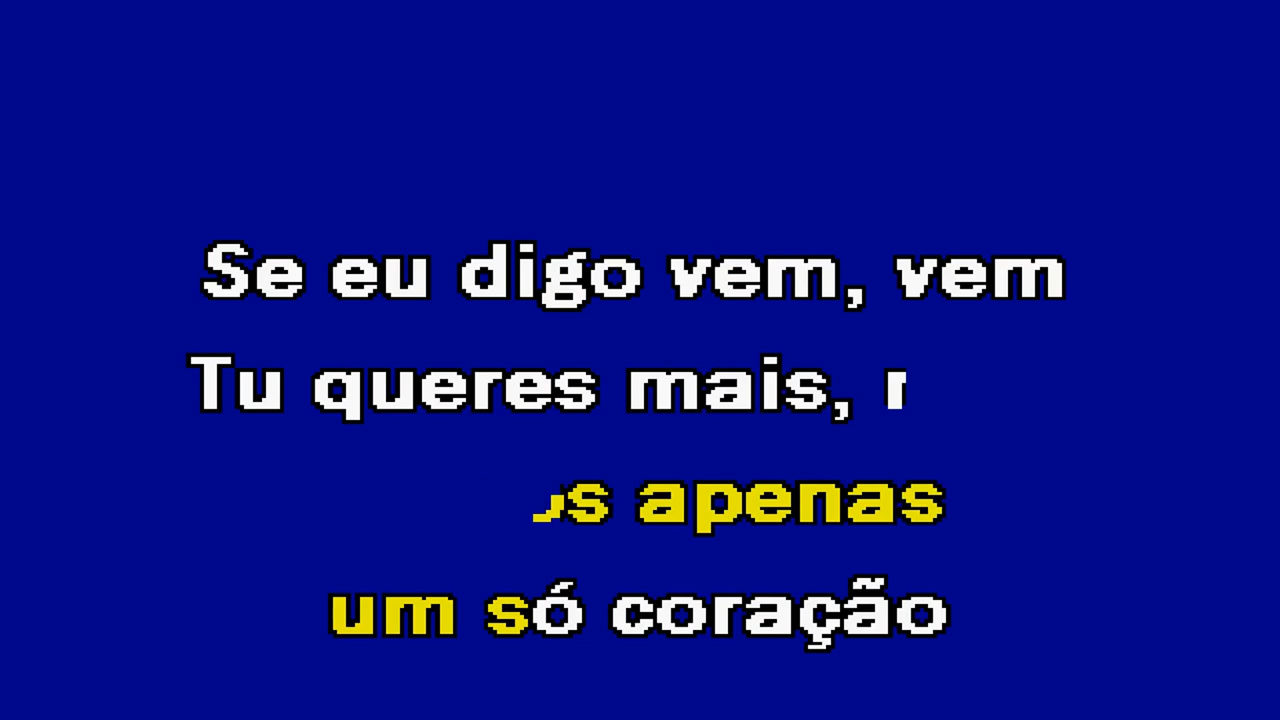 Se eu digo vem, vem
Tu queres mais,
apenas
um só coração